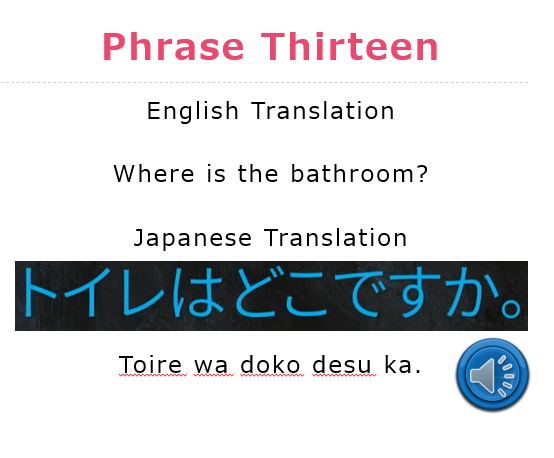 Phrase Thirteen
English Translation
Where is the bathroom?
Japanese Translation
トイレはどこですか。
Toire wa doko desu ka.